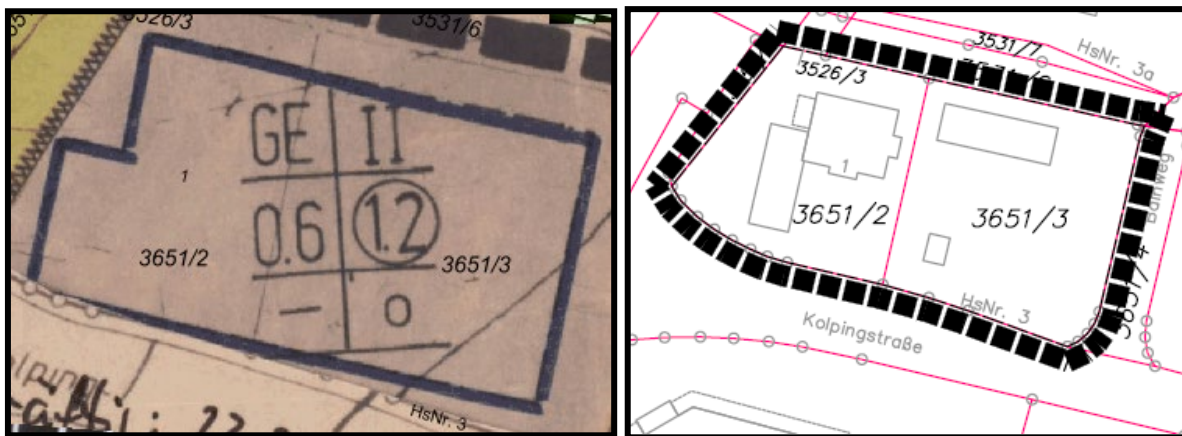 3526/3
3531/6
GE II
1
0.6 1.2
3651/2
3651/3
– o
HsNr. 3
3531/7
HsNr. 3a
3526/3
1
3651/2
3651/3
HsNr. 3
Kolpingstraße
3651/4